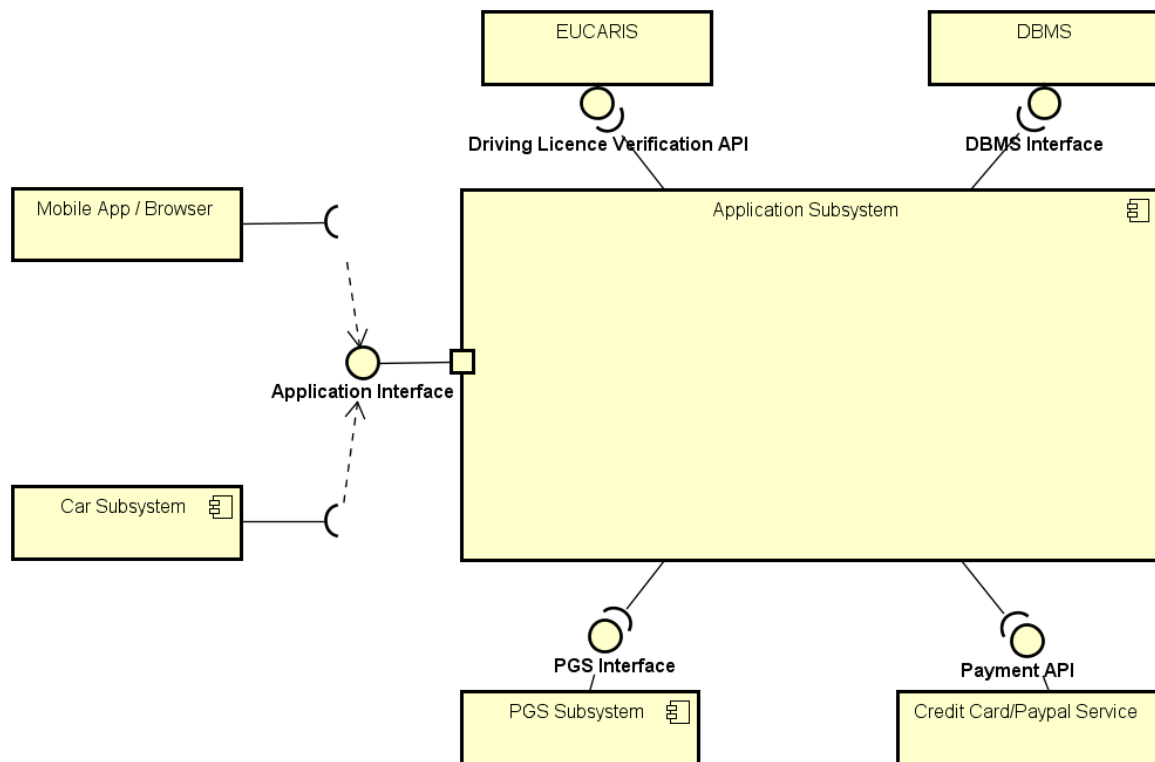 EUCARIS
DBMS
Driving Licence Verification API
DBMS Interface
Mobile App / Browser
Application Subsystem
Application Interface
Car Subsystem
PGS Interface
Payment API
PGS Subsystem
Credit Card/Paypal Service